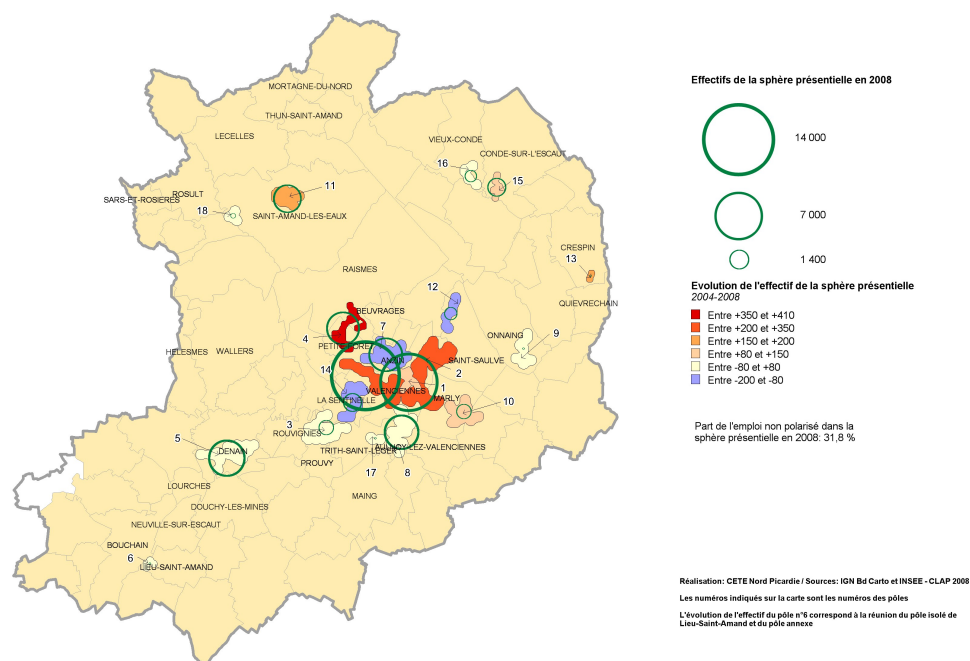 MORTAGNE-DU-NORD
THUN-SAINT-AMAND
LECELLES
VIEUX-CONDE
CONDE-SUR-L'ESCAUT
16
15
11
ROSULT
SARS-ET-ROSIERES
18
SAINT-AMAND-LES-EAUX
CRESPIN
13
RAISMES
12
QUIEVRECHAIN
BEUVRAGES
7
4
PETITE-FORET
ONNAING
9
HELESMES
WALLERS
ANZIN
SAINT-SAULVE
14
2
1
VALENCIENNES
LA SENTINELLE
MARLY
10
3
ROUVIGNIES
5
DENAIN
TRITH-SAINT-LEGER
AULNOY-LEZ-VALENCIENNES
PROUVY
17
8
LOURCHES
MAING
DOUCHY-LES-MINES
NEUVILLE-SUR-ESCAUT
BOUCHAIN
6
LIEU-SAINT-AMAND
Effectifs de la sphère présentielle en 2008
14 000
7 000
1 400
Evolution de l'effectif de la sphère présentielle
2004-2008
Entre +350 et +410
Entre +200 et +350
Entre +150 et +200
Entre +80 et +150
Entre -80 et +80
Entre -200 et -80
Part de l'emploi non polarisé dans la
sphère présentielle en 2008: 31,8 %
Réalisation: CETE Nord Picardie / Sources: IGN Bd Carto et INSEE - CLAP 2008
Les numéros indiqués sur la carte sont les numéros des pôles
L'évolution de l'effectif du pôle n°6 correspond à la réunion du pôle isolé de
Lieu-Saint-Amand et du pôle annexe